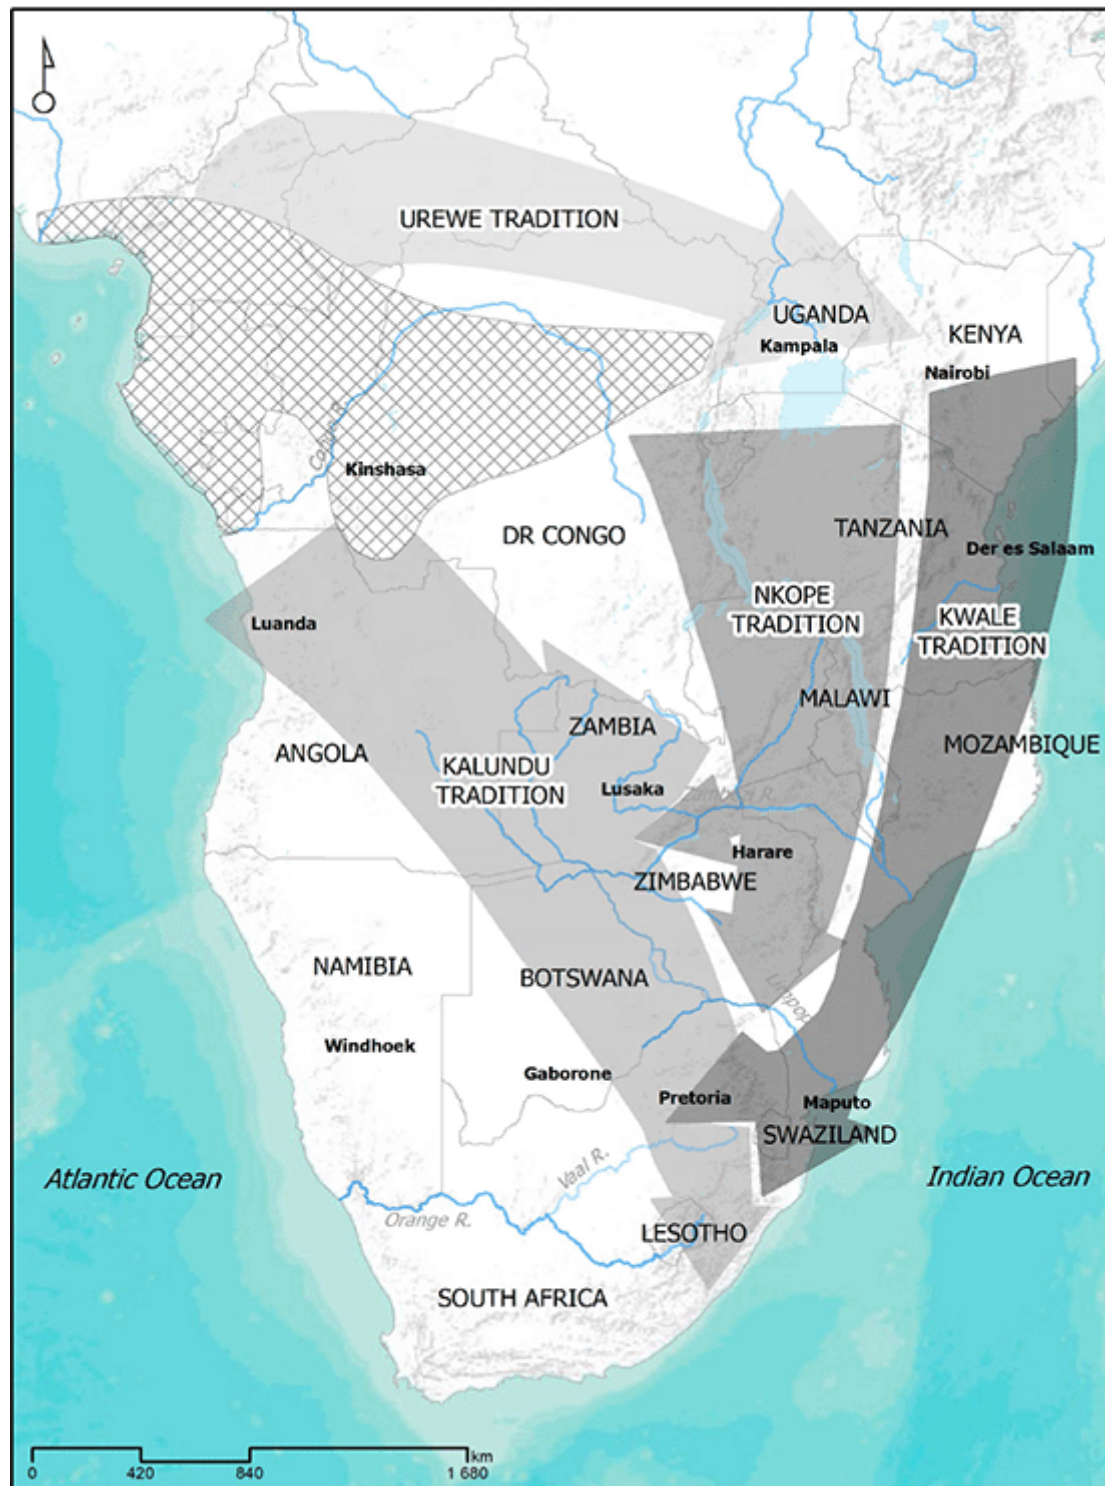 UREWE TRADITION
UGANDA
Kampala
KENYA
Nairobi
Congo R.
Kinshasa
DR CONGO
TANZANIA
Der es Salaam
NKOPE
TRADITION
KWALE
TRADITION
Luanda
MALAWI
ZAMBIA
ANGOLA
KALUNDU
TRADITION
MOZAMBIQUE
Lusaka
Zambezi R.
Harare
ZIMBABWE
NAMIBIA
BOTSWANA
Windhoek
Gaborone
Pretoria
Maputo
SWAZILAND
Vaal R.
Atlantic Ocean
Indian Ocean
Orange R.
LESOTHO
SOUTH AFRICA
km
0 420 840 1 680